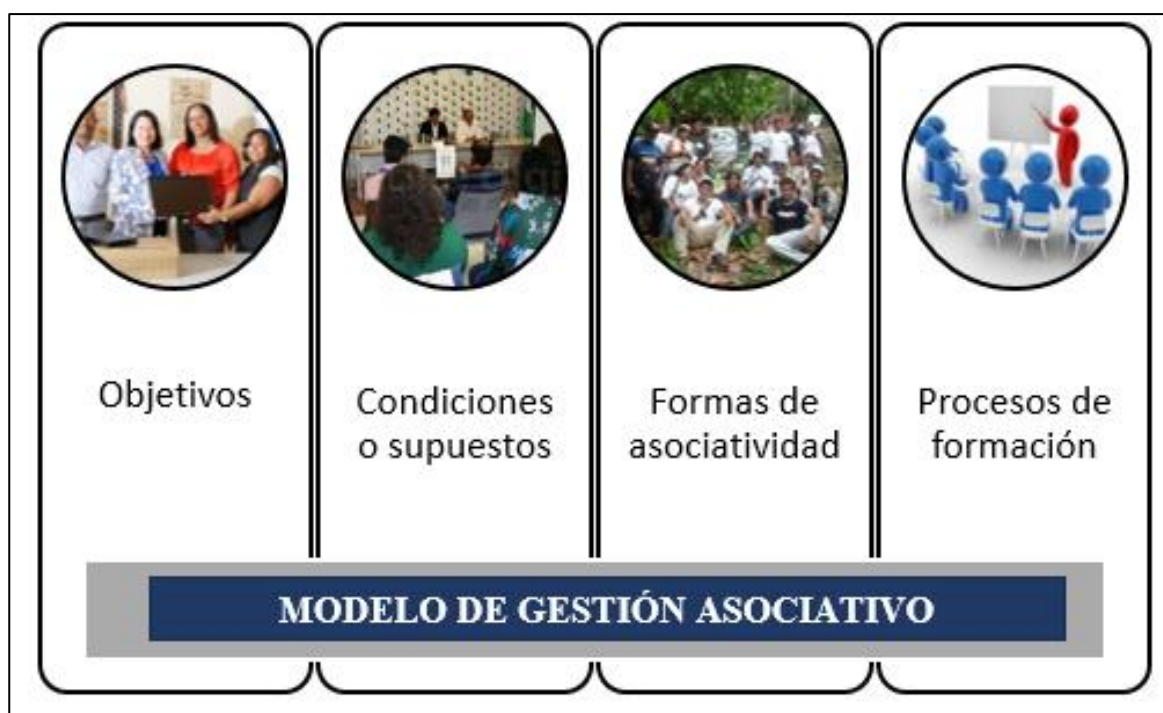 Objetivos
Condiciones
o supuestos
Formas de
asociatividad
Procesos de
formación
MODELO DE GESTIÓN ASOCIATIVO